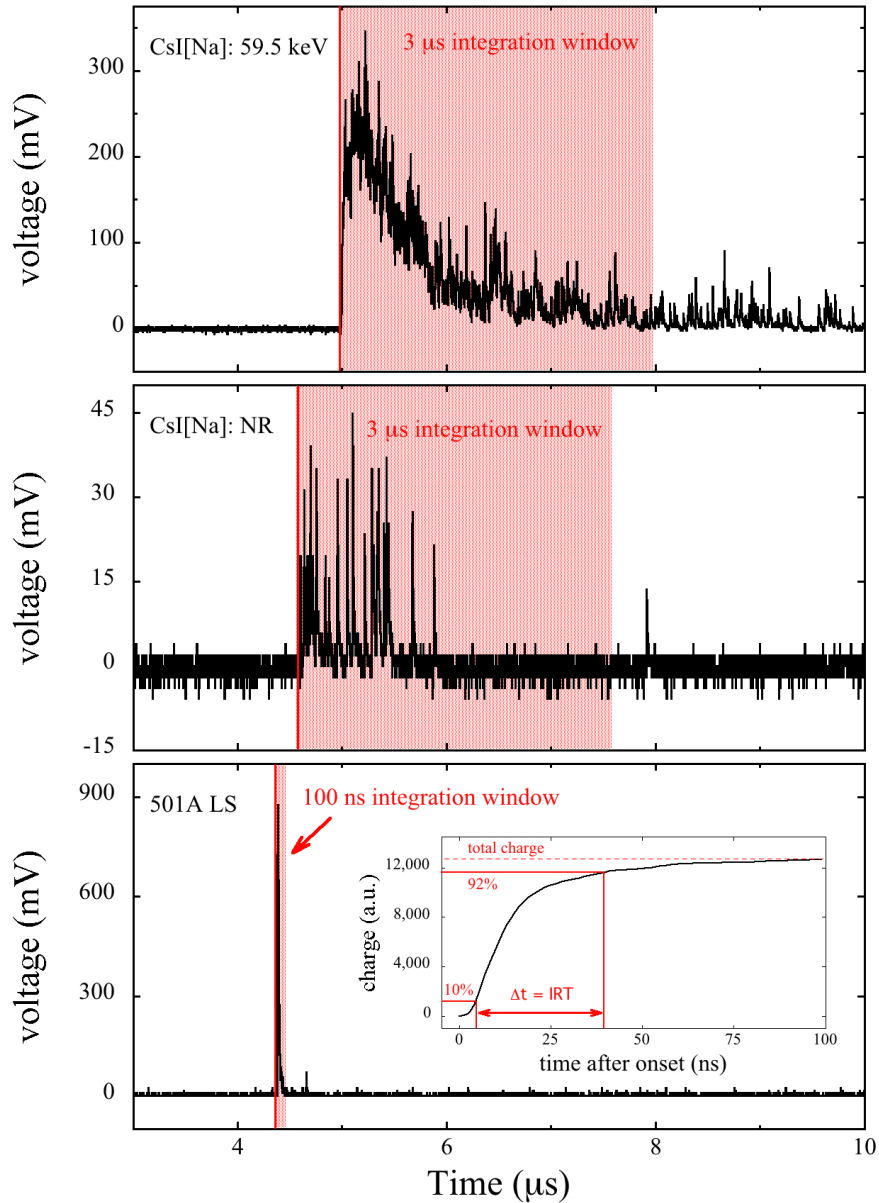 CsI[Na]: 59.5 keV
3 μs integration window
voltage (mV)
300
200
100
0
CsI[Na]: NR
3 μs integration window
voltage (mV)
45
30
15
0
-15
501A LS
100 ns integration window
voltage (mV)
900
600
300
0
total charge
92%
10%
Δt = IRT
charge (a.u.)
12,000
8,000
4,000
0
0 25 50 75 100
time after onset (ns)
4 6 8 10
Time (μs)